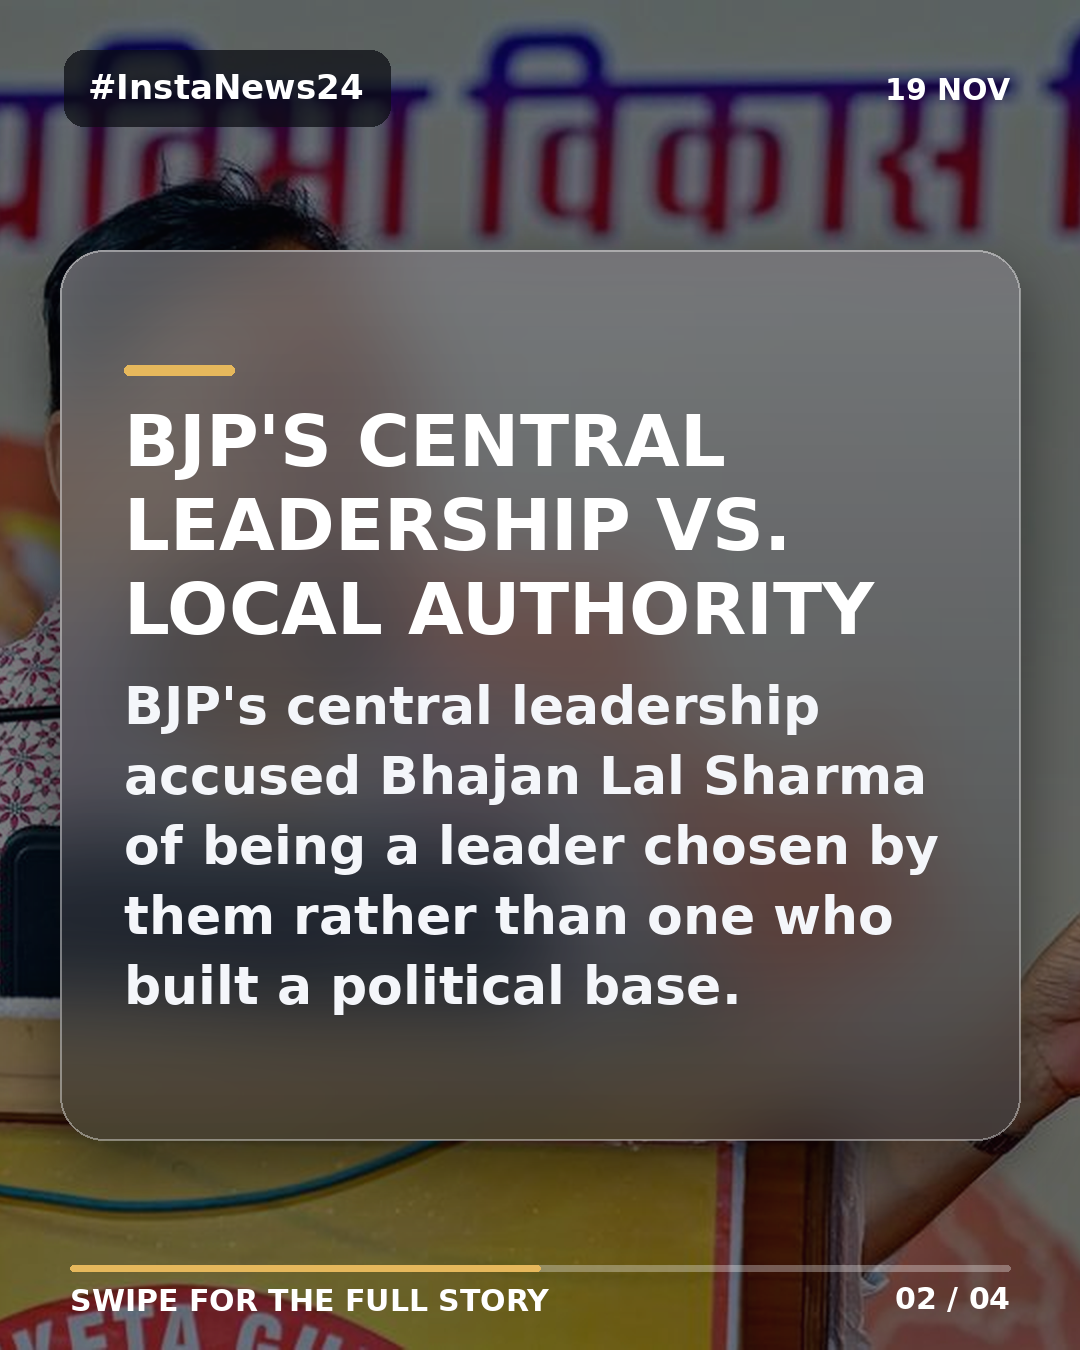 #InstaNews24
19 NOV
विकास
BJP'S CENTRAL
LEADERSHIP VS.
LOCAL AUTHORITY
BJP's central leadership
accused Bhajan Lal Sharma
of being a leader chosen by
them rather than one who
built a political base.
SWIPE FOR THE FULL STORY
02 / 04